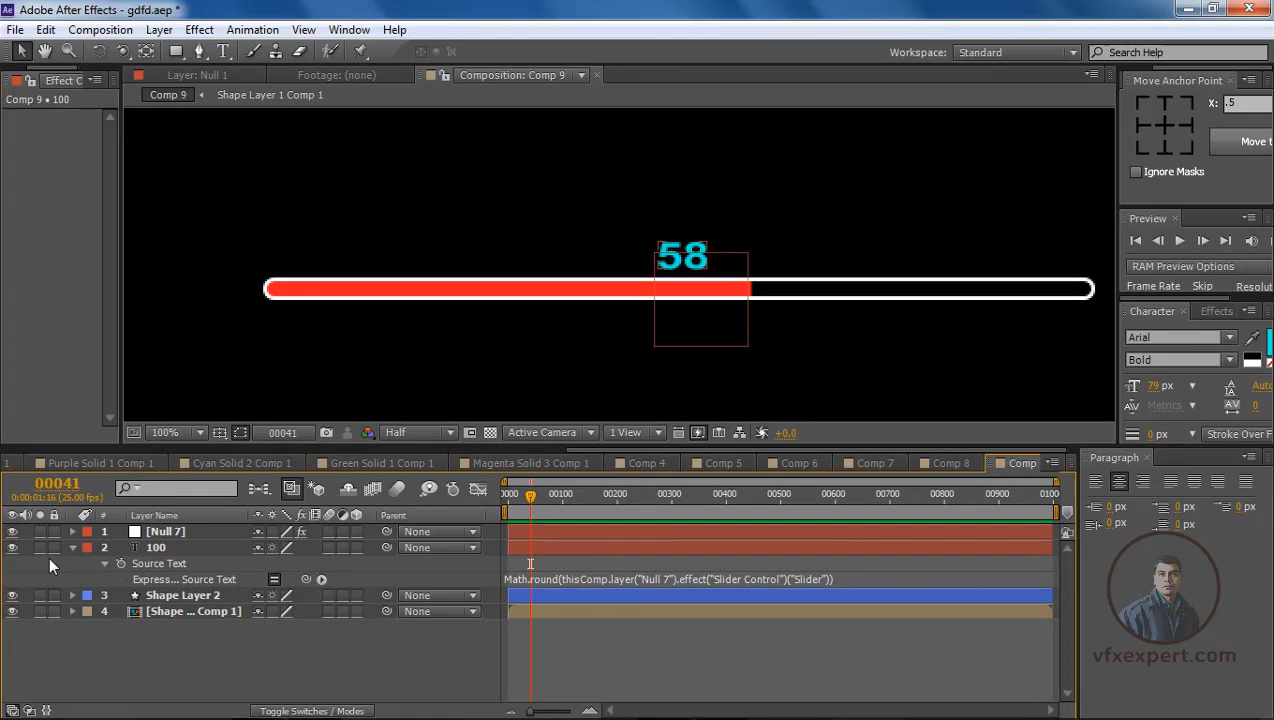 Adobe After Effects - gdfd.aep *
File Edit Composition Layer Effect Animation View Window Help
Workspace: Standard Search Help
Effect C Layer: Null 1 Footage: (none) Composition: Comp 9
Comp 9 • 100 Comp 9 Shape Layer 1 Comp 1
Move Anchor Point
X: .5
Move t
Ignore Masks
58
Preview
RAM Preview Options
Frame Rate Skip Resolut
Character Effects
Arial
Bold
79 px Auto
Metrics 0
0 px Stroke Over F
100% 00041 Half Active Camera 1 View +0.0
Paragraph
0 px 0 px 0 px
0 px 0 px
1 Purple Solid 1 Comp 1 Cyan Solid 2 Comp 1 Green Solid 1 Comp 1 Magenta Solid 3 Comp 1 Comp 4 Comp 5 Comp 6 Comp 7 Comp 8 Comp
00041
0:00:01:16 (25.00 fps)
0000 00100 00200 00300 00400 00500 00600 00700 00800 00900 0100
# Layer Name Parent
1 [Null 7] fx None
2 T 100 None
Source Text
Express... Source Text Math.round(thisComp.layer("Null 7").effect("Slider Control")("Slider"))
3 Shape Layer 2 None
4 [Shape ... Comp 1] None
Toggle Switches / Modes
vfxexpert.com